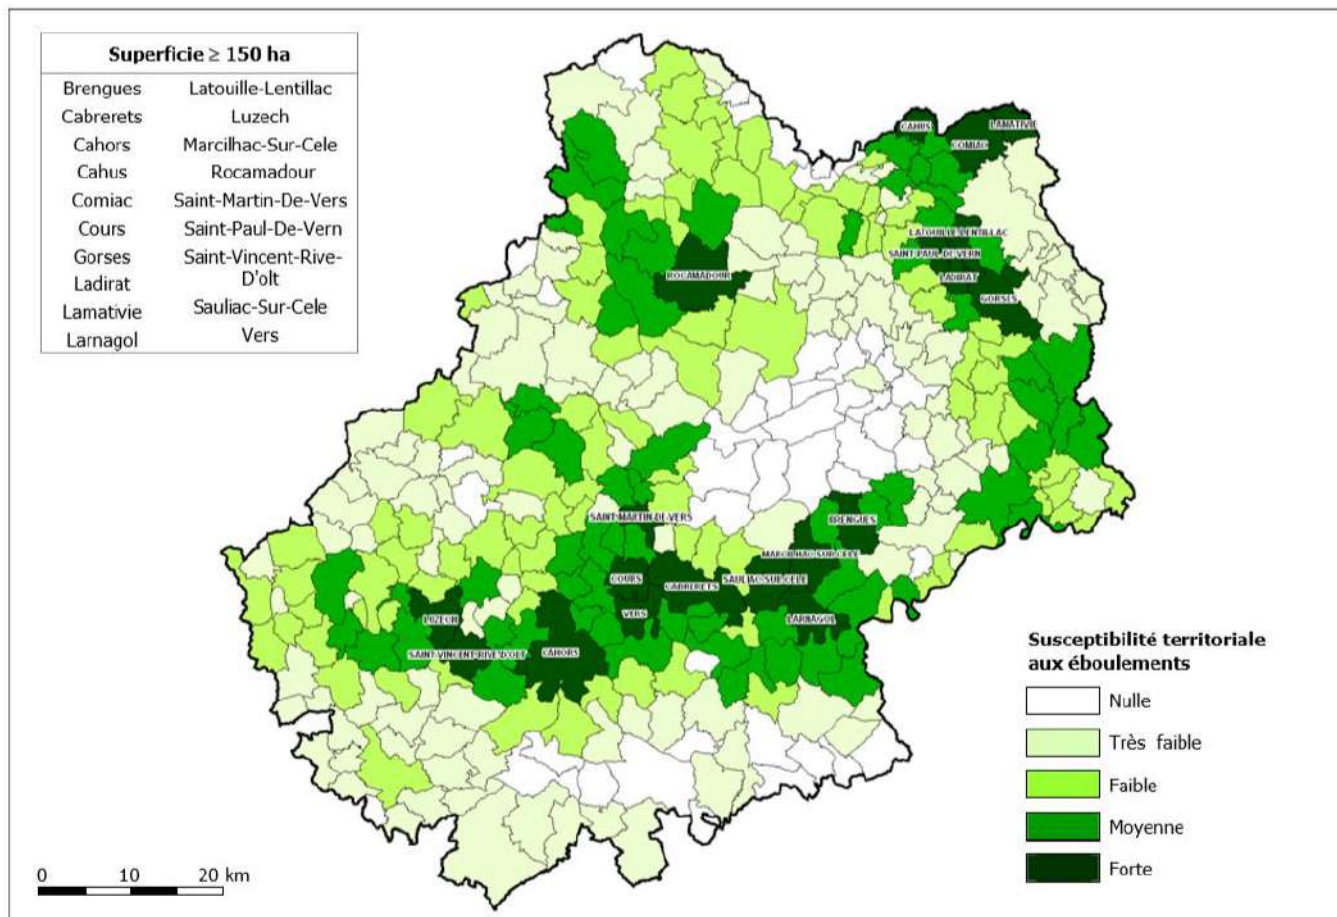 Superficie ≥ 150 ha
Brengues Latouille-Lentillac
Cabrerets Luzech
Cahors Marcilhac-Sur-Cele
Cahus Rocamadour
Comiac Saint-Martin-De-Vers
Cours Saint-Paul-De-Vern
Gorses Saint-Vincent-Rive-
D'olt
Ladirat
Lamativie Sauliac-Sur-Cele
Larnagol Vers
CAHUS
LAMATIVIE
COMIAC
LATOUILLE-LENTILLAC
SAINT-PAUL-DE-VERN
ROCAMADOUR
LADIRAT
GORSES
SAINT-MARTIN-DE-VERS
BRENGUES
MARCILHAC-SUR-CELE
COURS
CABRERETS
SAULIAC-SUR-CELE
VERS
LARNAGOL
LUZECH
SAINT-VINCENT-RIVE-D'OLT
CAHORS
Susceptibilité territoriale
aux éboulements
Nulle
Très faible
Faible
Moyenne
Forte
0 10 20 km